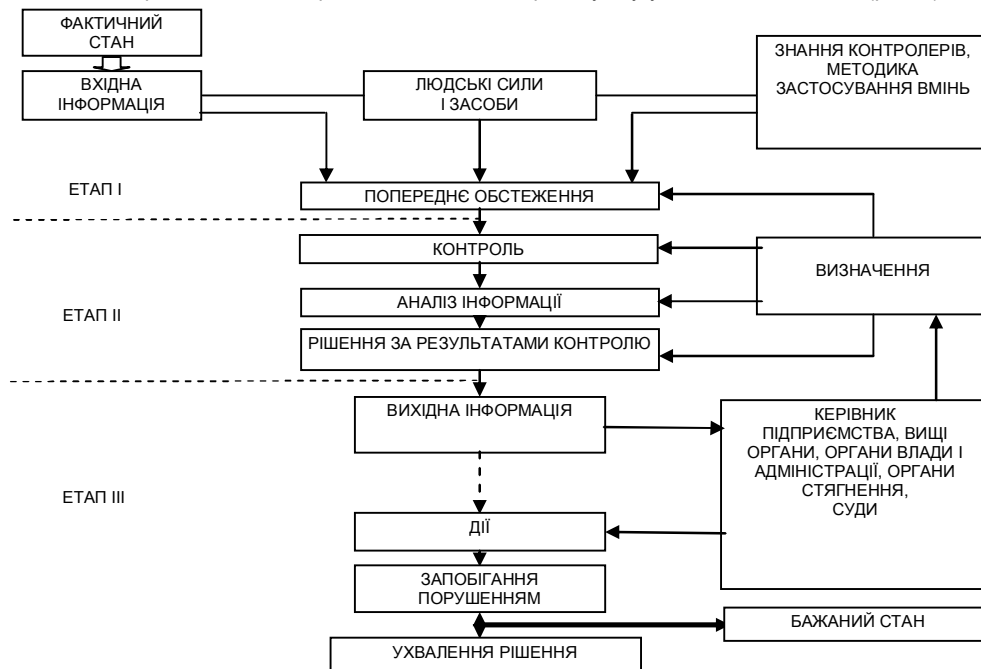 ФАКТИЧНИЙ
СТАН
ВХІДНА
ІНФОРМАЦІЯ
ЛЮДСЬКІ СИЛИ
І ЗАСОБИ
ЗНАННЯ КОНТРОЛЕРІВ,
МЕТОДИКА
ЗАСТОСУВАННЯ ВМІНЬ
ЕТАП І
ПОПЕРЕДНЄ ОБСТЕЖЕННЯ
КОНТРОЛЬ
ВИЗНАЧЕННЯ
АНАЛІЗ ІНФОРМАЦІЇ
ЕТАП ІІ
РІШЕННЯ ЗА РЕЗУЛЬТАТАМИ КОНТРОЛЮ
ВИХІДНА ІНФОРМАЦІЯ
КЕРІВНИК
ПІДПРИЄМСТВА, ВИЩІ
ОРГАНИ, ОРГАНИ ВЛАДИ І
АДМІНІСТРАЦІЇ, ОРГАНИ
СТЯГНЕННЯ,
СУДИ
ЕТАП ІІІ
ДІЇ
ЗАПОБІГАННЯ
ПОРУШЕННЯМ
БАЖАНИЙ СТАН
УХВАЛЕННЯ РІШЕННЯ